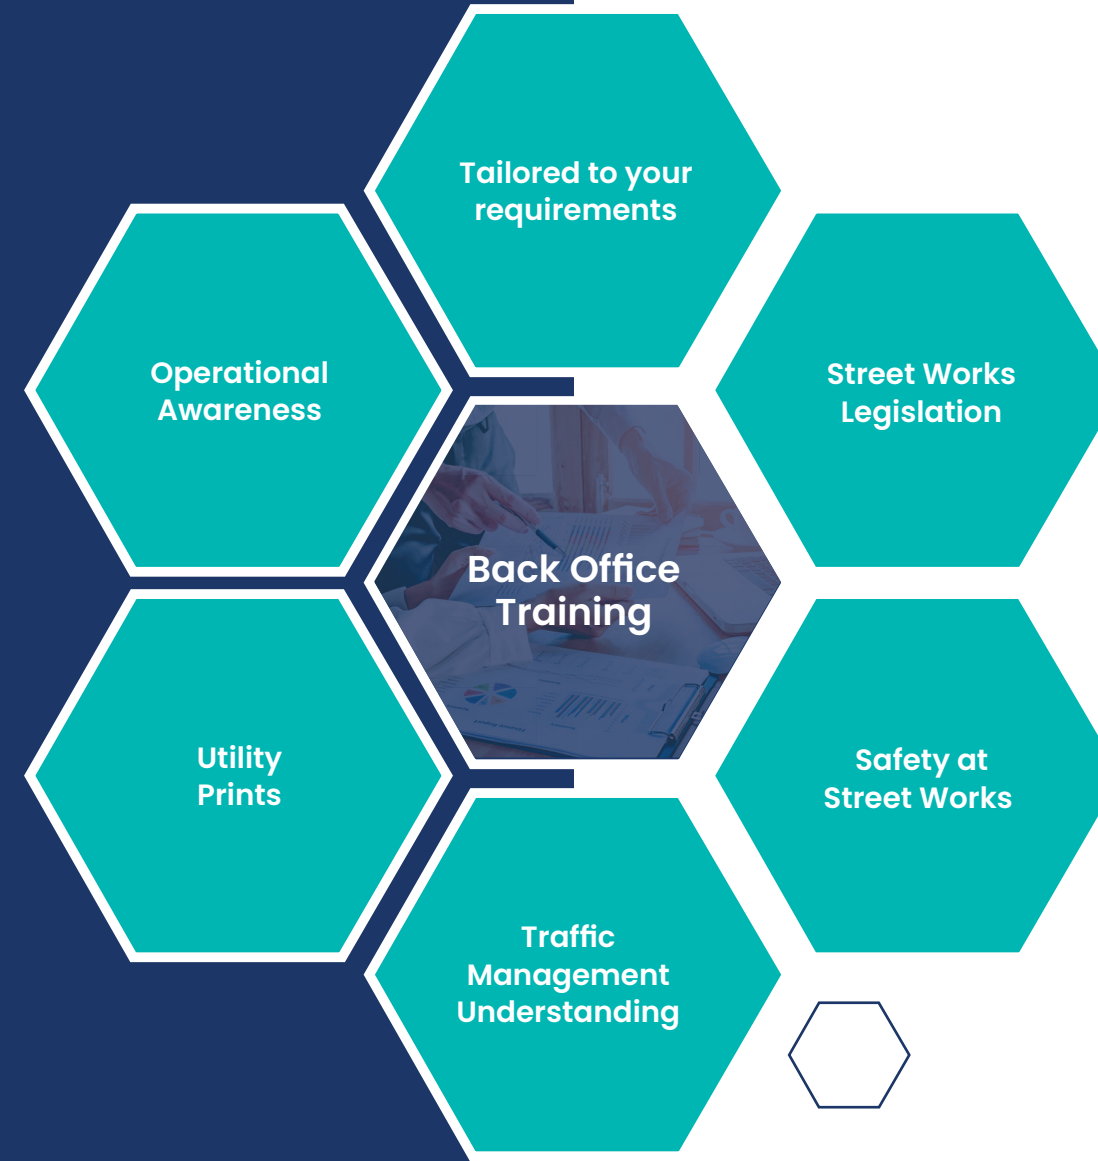 Tailored to your
requirements
Operational
Awareness
Street Works
Legislation
Back Office
Training
Utility
Prints
Safety at
Street Works
Traffic
Management
Understanding